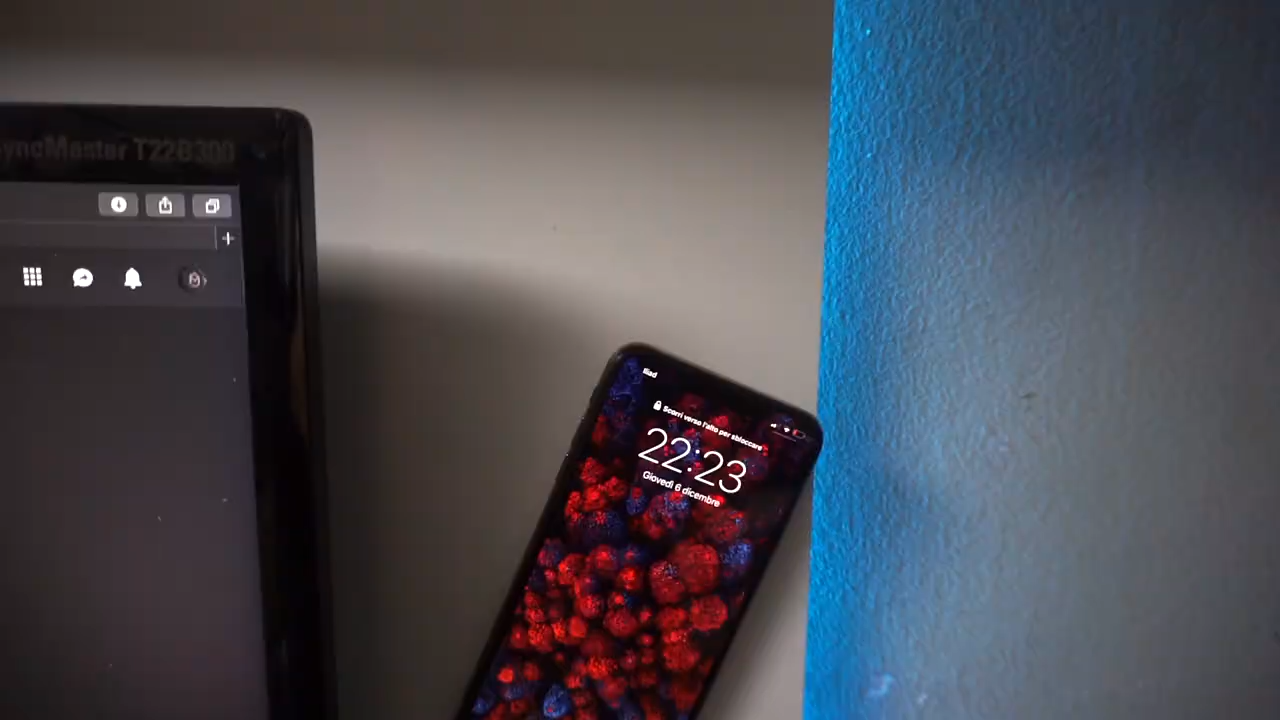 SyncMaster T22B300
Iliad
Scorri verso l'alto per sbloccare
22:23
Giovedì 6 dicembre